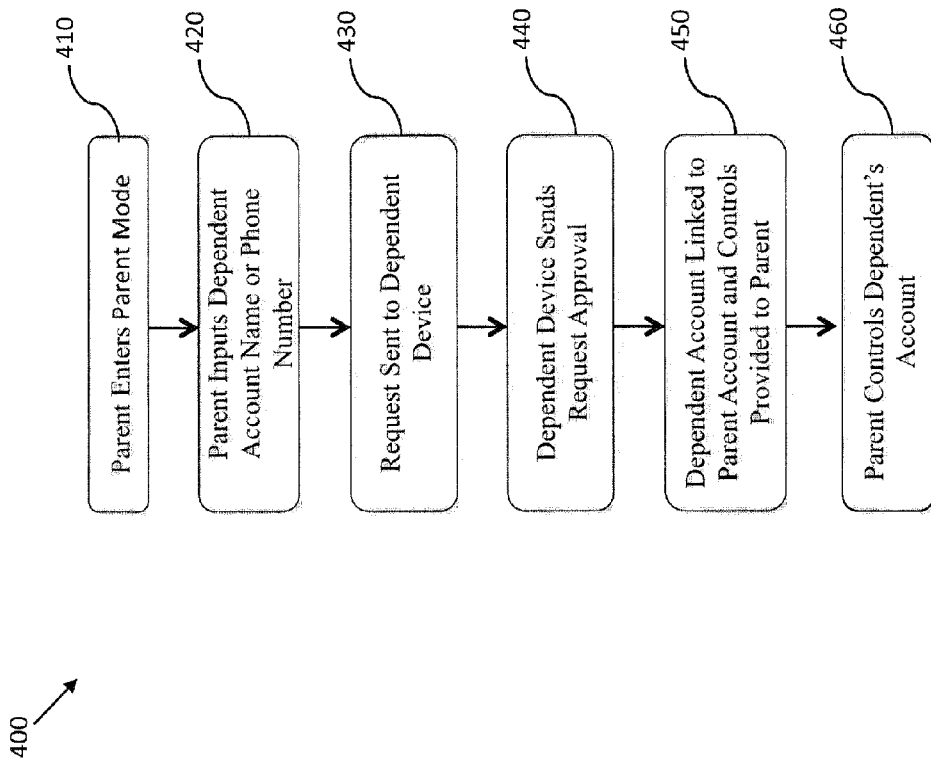 400
Parent Enters Parent Mode
410
Parent Inputs Dependent
Account Name or Phone
Number
420
Request Sent to Dependent
Device
430
Dependent Device Sends
Request Approval
440
Dependent Account Linked to
Parent Account and Controls
Provided to Parent
450
Parent Controls Dependent's
Account
460